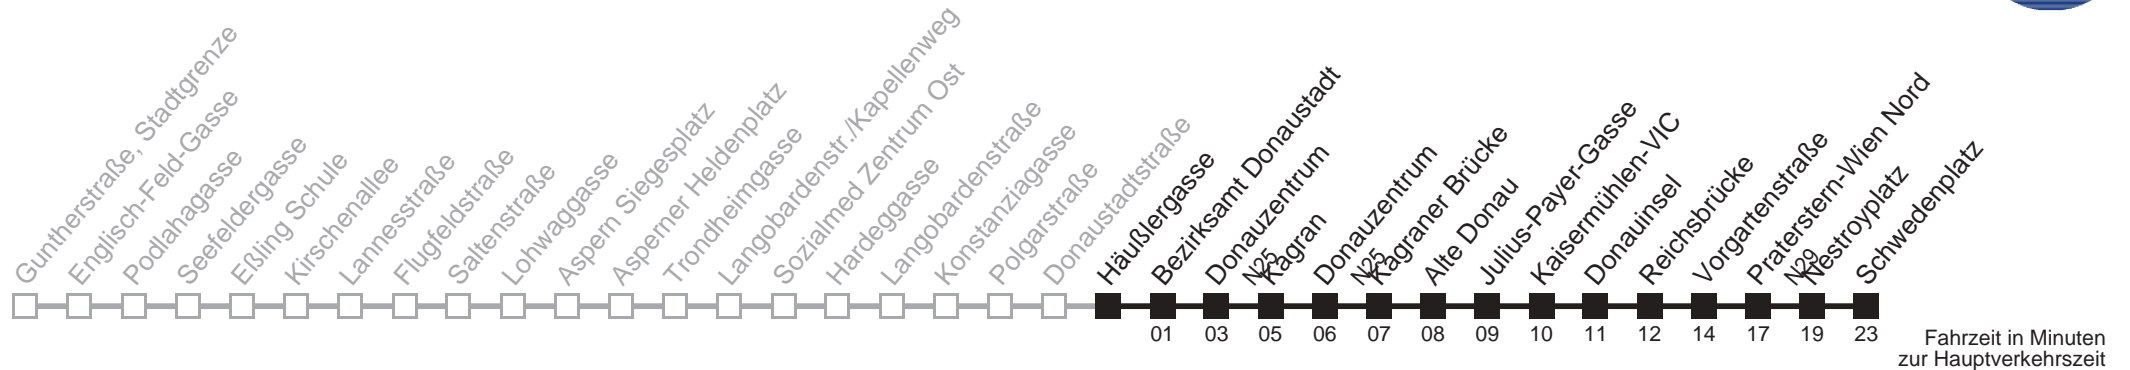 Guntherstraße, Stadtgrenze
Englisch-Feld-Gasse
Podlahagasse
Seefeldergasse
Eßling Schule
Kirschenallee
Lannesstraße
Flugfeldstraße
Saltenstraße
Lohwaggasse
Aspern Siegesplatz
Asperner Heldenplatz
Trondheimgasse
Langobardenstr./Kapellenweg
Sozialmed Zentrum Ost
Hardeggasse
Langobardenstraße
Konstanziagasse
Polgarstraße
Donaustadtstraße
Häußlergasse
Bezirksamt Donaustadt
Donauzentrum
N25
Kagran
Donauzentrum
N25
Kagraner Brücke
Alte Donau
Julius-Payer-Gasse
Kaisermühlen-VIC
Donauinsel
Reichsbrücke
Vorgartenstraße
Praterstern-Wien Nord
N29
Nestroyplatz
Schwedenplatz
01 03 05 06 07 08 09 10 11 12 14 17 19 23
Fahrzeit in Minuten
zur Hauptverkehrszeit